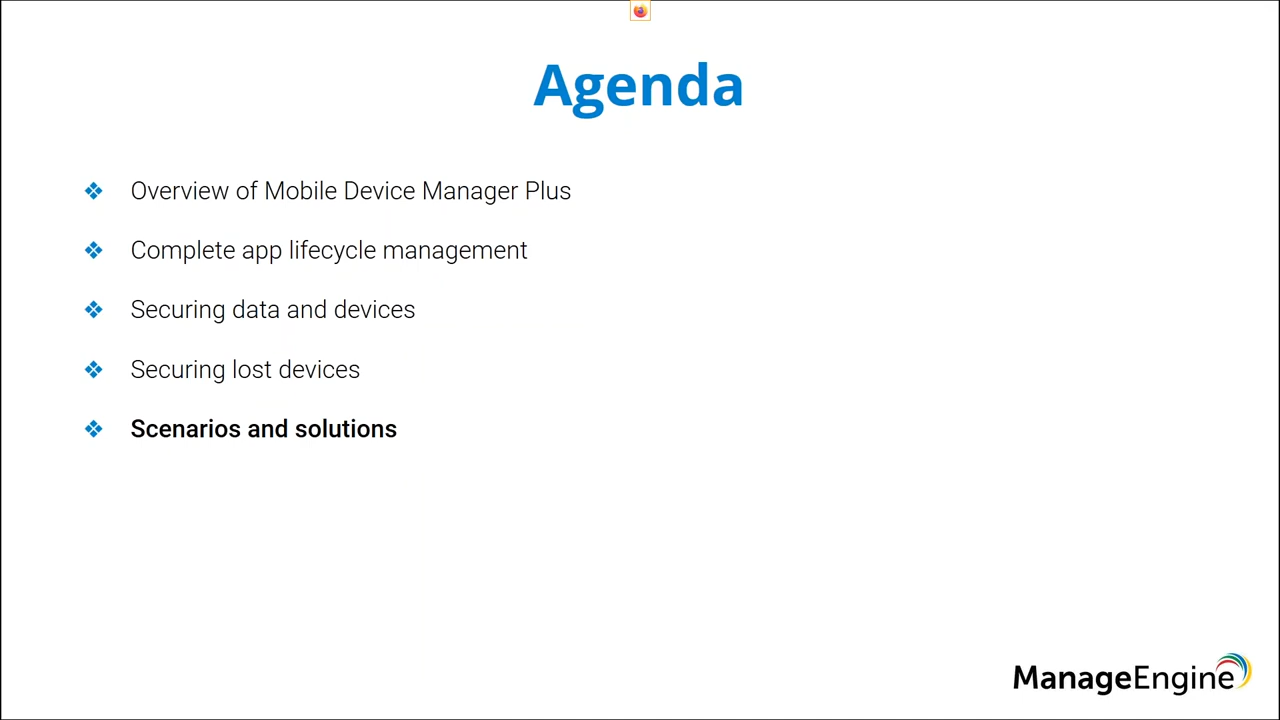 Agenda
Overview of Mobile Device Manager Plus
Complete app lifecycle management
Securing data and devices
Securing lost devices
Scenarios and solutions
ManageEngine